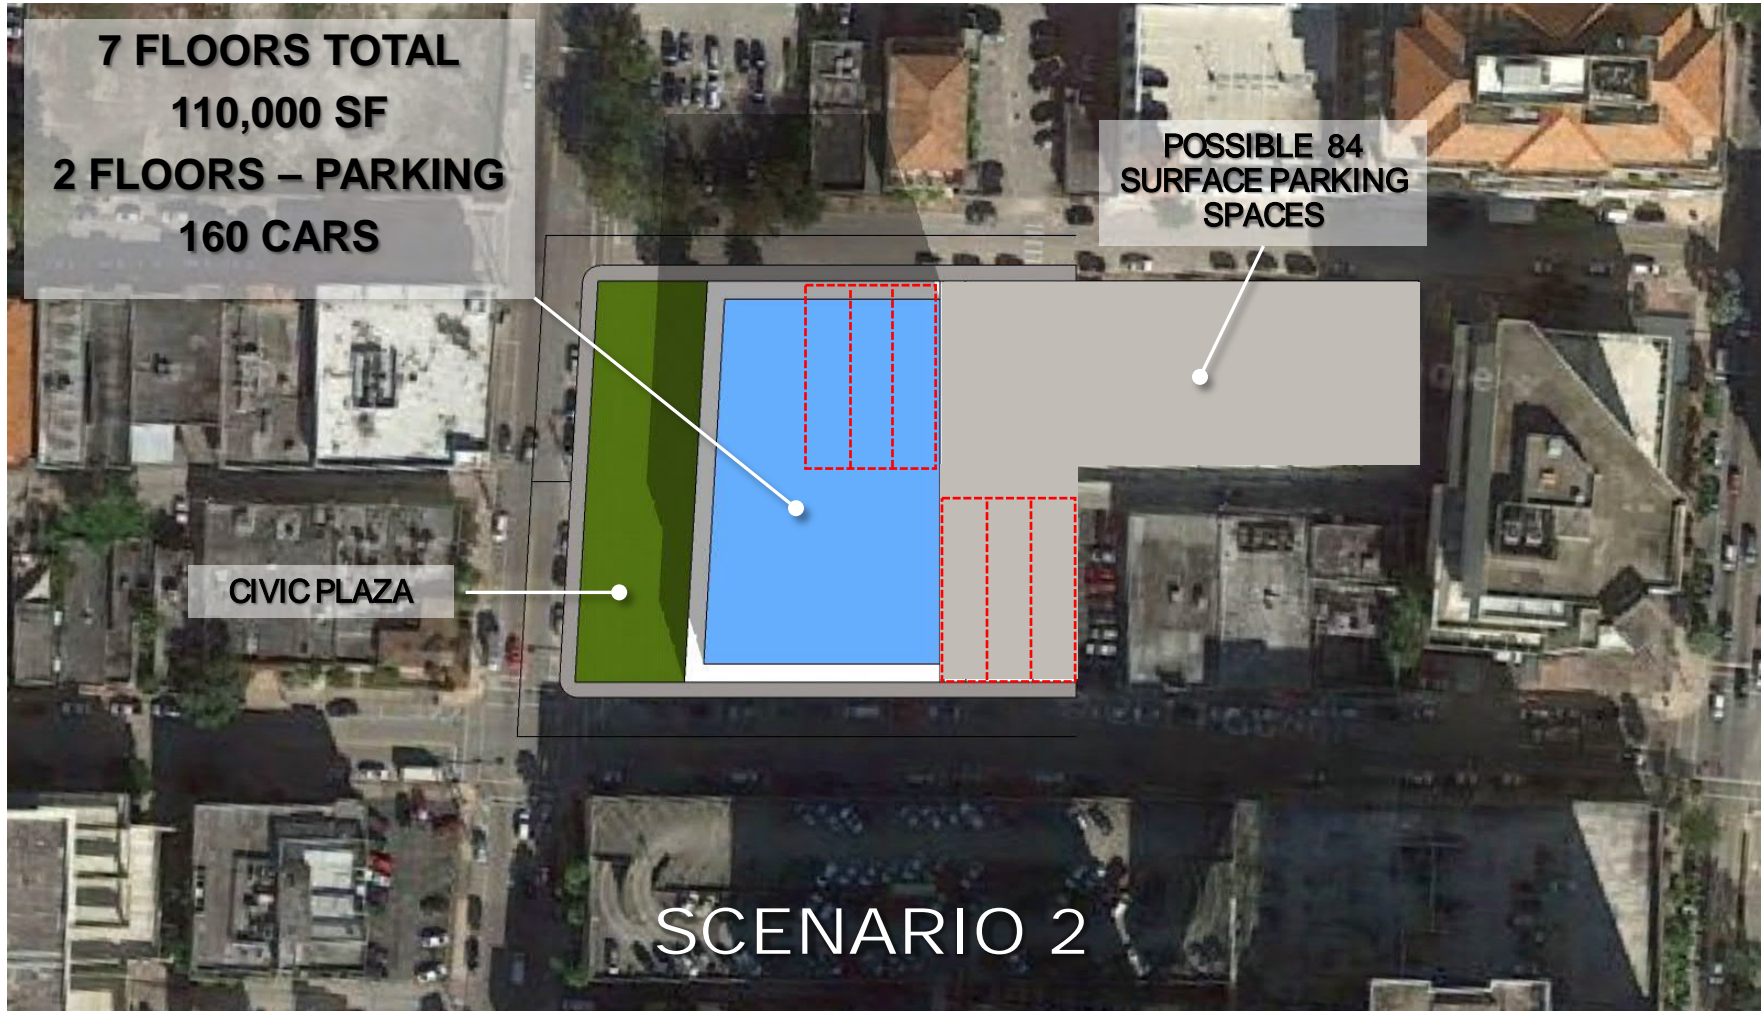 7 FLOORS TOTAL
110,000 SF
2 FLOORS – PARKING
160 CARS
POSSIBLE 84
SURFACE PARKING
SPACES
CIVIC PLAZA
SCENARIO 2